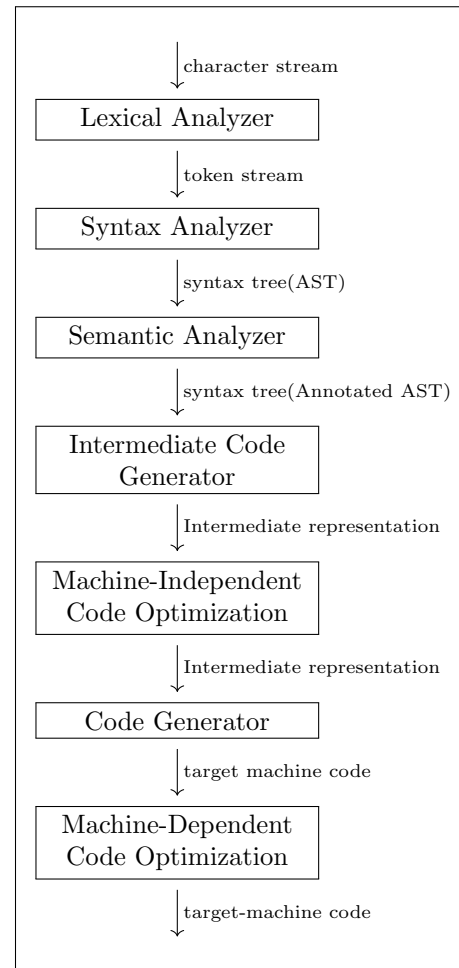 character stream
Lexical Analyzer
token stream
Syntax Analyzer
syntax tree(AST)
Semantic Analyzer
syntax tree(Annotated AST)
Intermediate Code
Generator
Intermediate representation
Machine-Independent
Code Optimization
Intermediate representation
Code Generator
target machine code
Machine-Dependent
Code Optimization
target-machine code